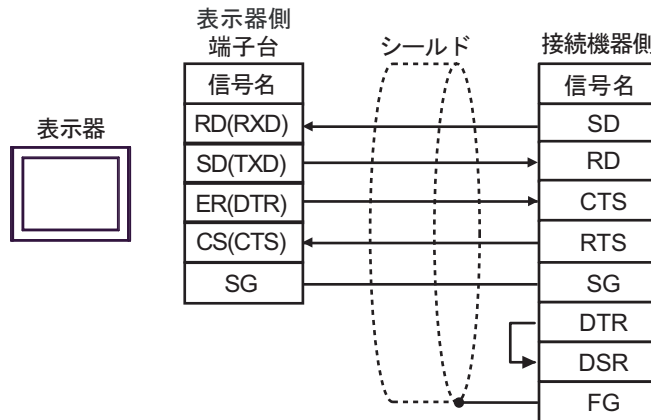 表示器側
端子台
シールド
接続機器側
表示器
信号名
信号名
RD(RXD)
SD
SD(TXD)
RD
ER(DTR)
CTS
CS(CTS)
RTS
SG
SG
DTR
DSR
FG